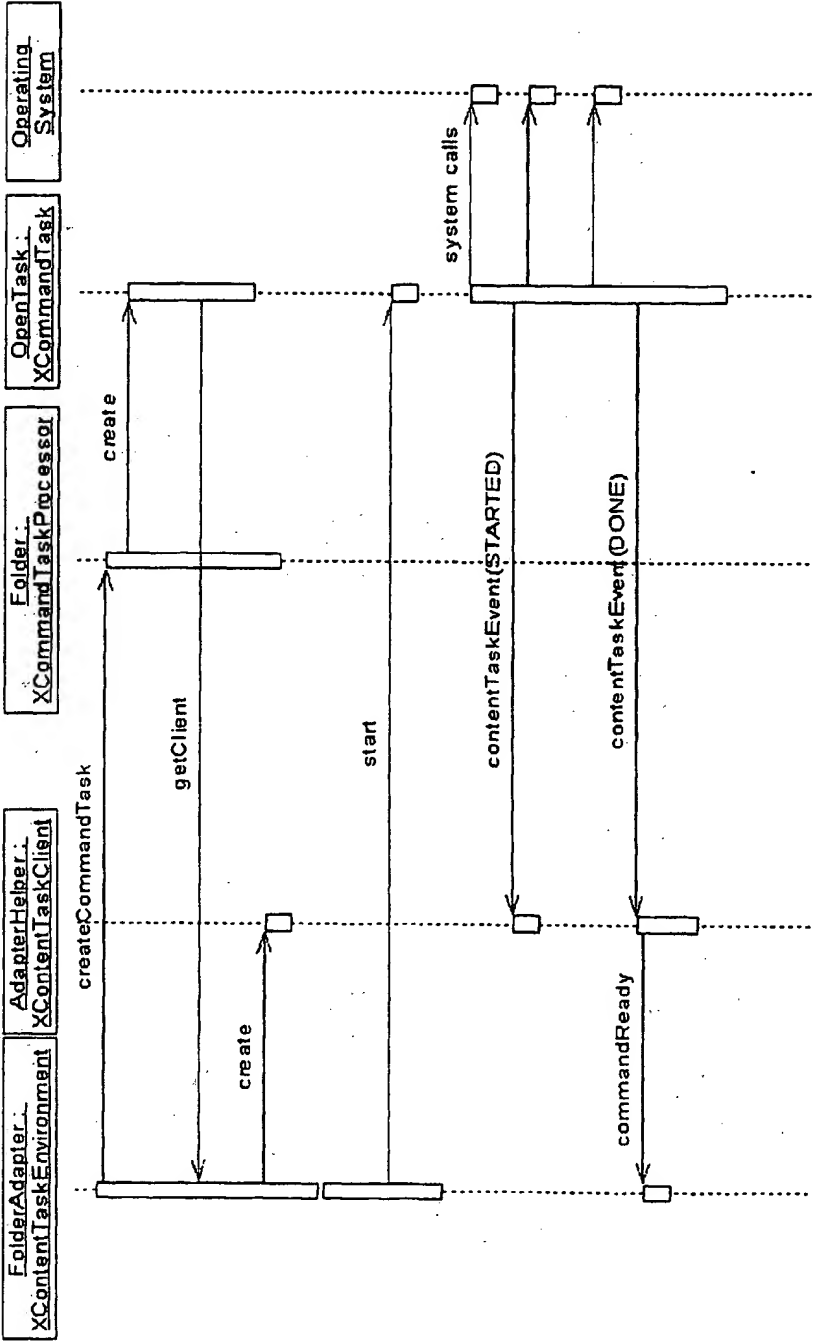 FolderAdapter :
XContentTaskEnvironment
AdapterHelper :
XContentTaskClient
Folder :
XCommandTaskProcessor
OpenTask :
XCommandTask
Operating
System
createCommandTask
create
getClient
create
start
system calls
contentTaskEvent(STARTED)
contentTaskEvent(DONE)
commandReady